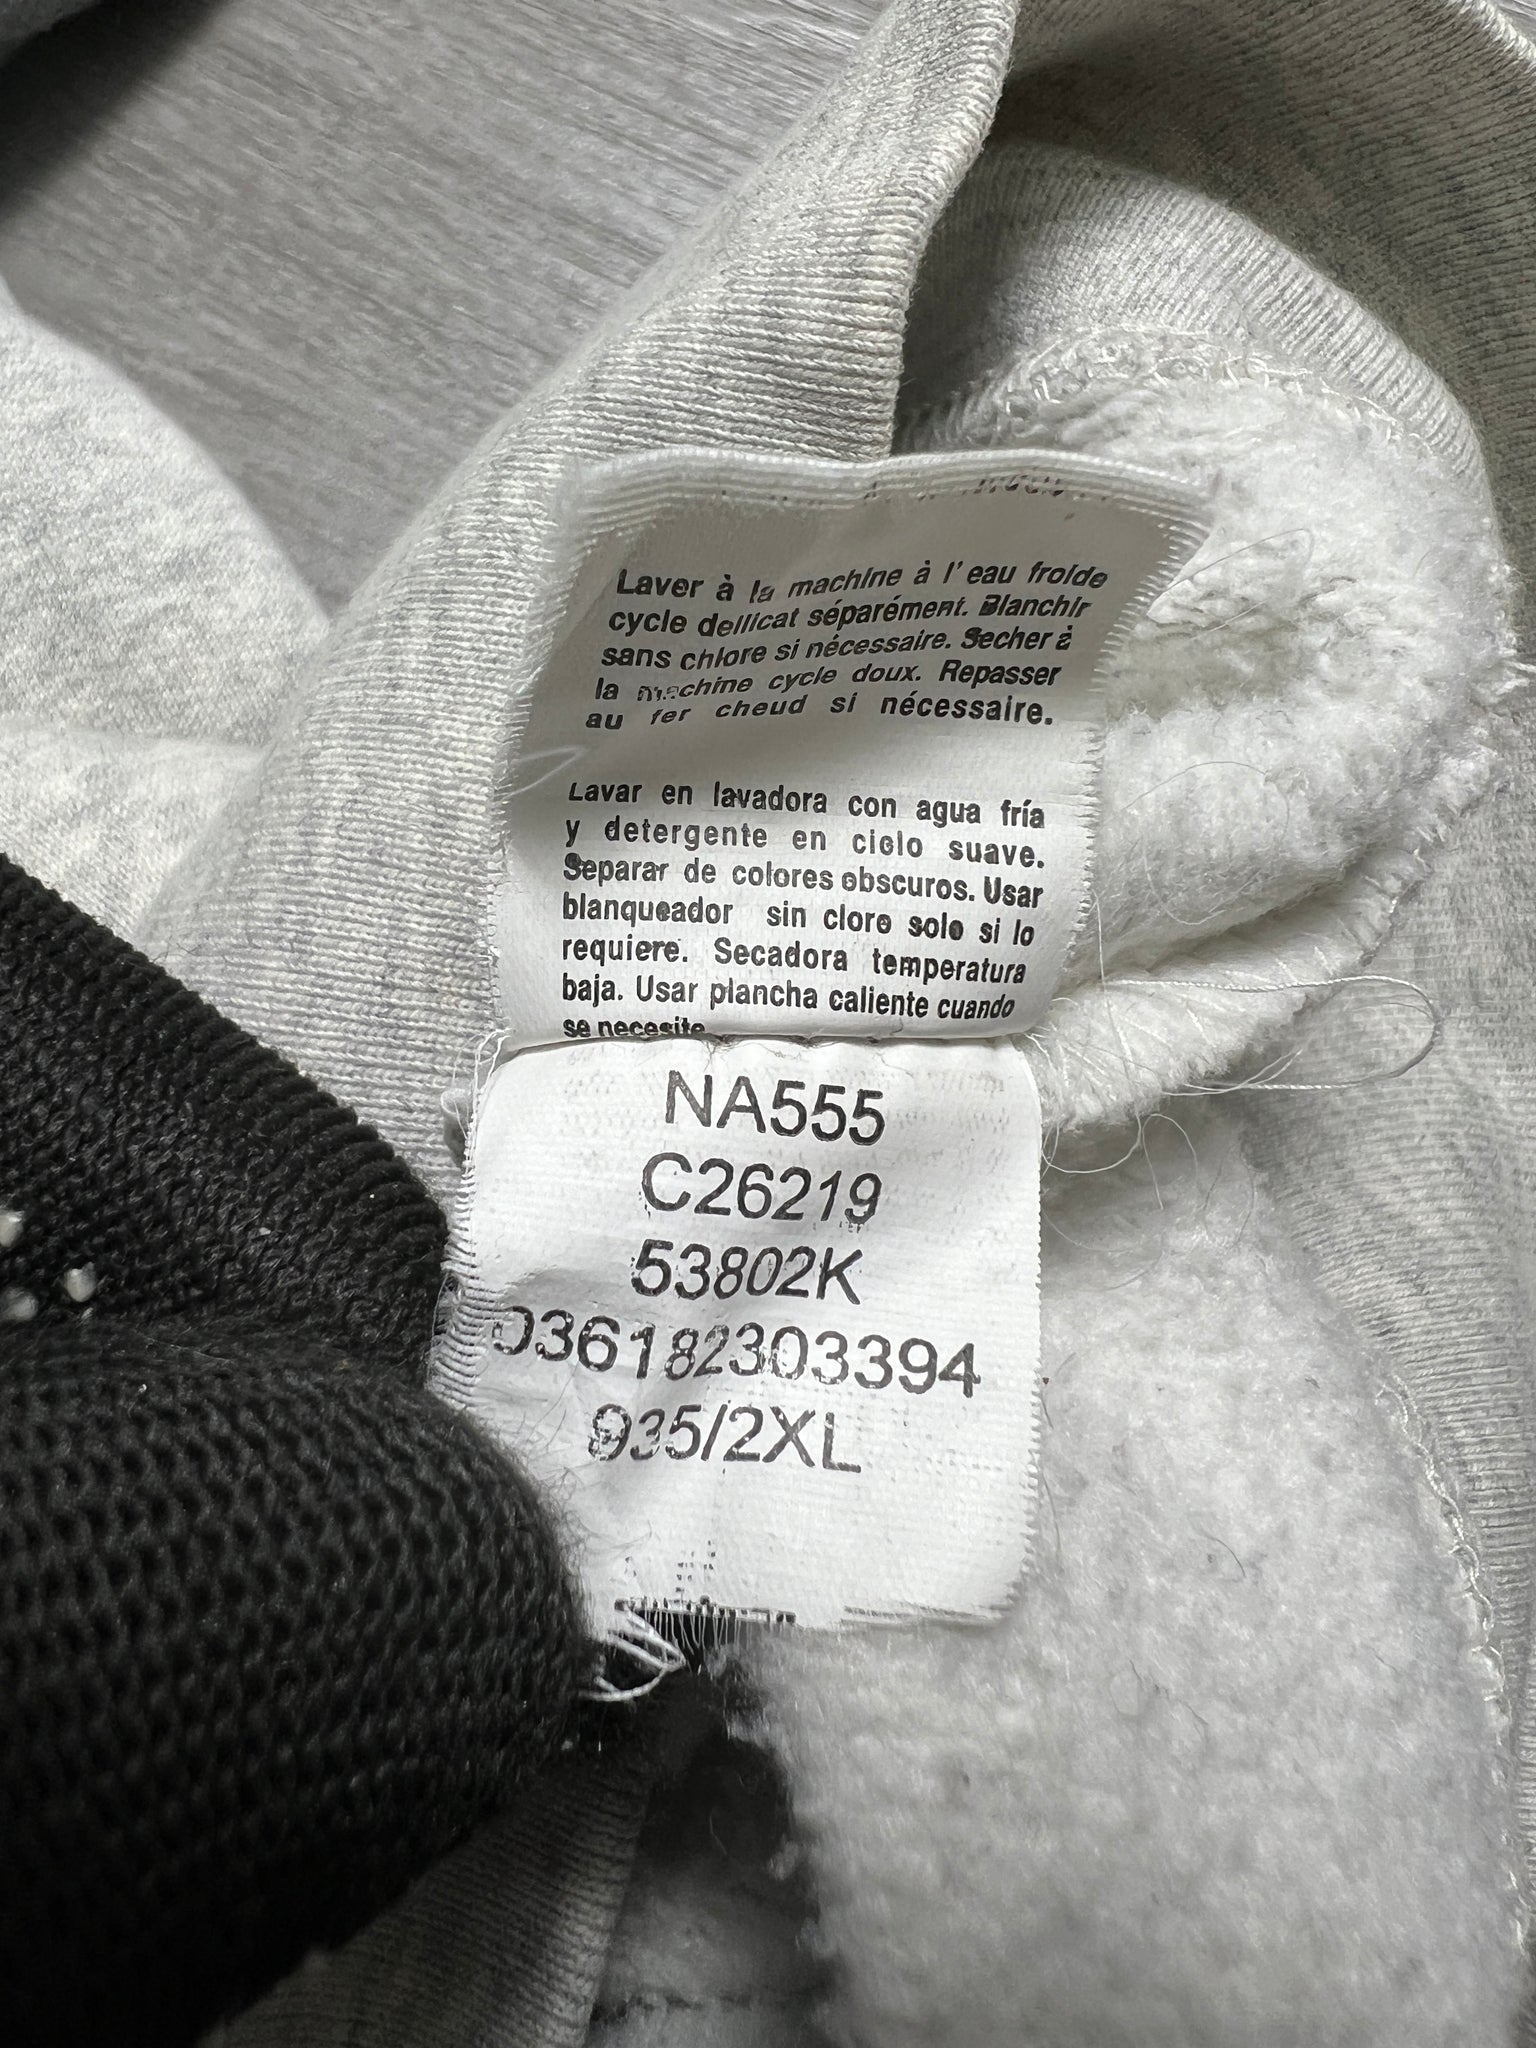 Laver à la machine à l'eau froide
cycle dellicat séparément. Blanchir
sans chlore si nécessaire. Secher à
la machine cycle doux. Repasser
au fer cheud si nécessaire.
Lavar en lavadora con agua fría
y detergente en ciclo suave.
Separar de colores obscuros. Usar
blanqueador sin cloro solo si lo
requiere. Secadora temperatura
baja. Usar plancha caliente cuando
se necesite.
NA555
C26219
53802K
036182303394
935/2XL